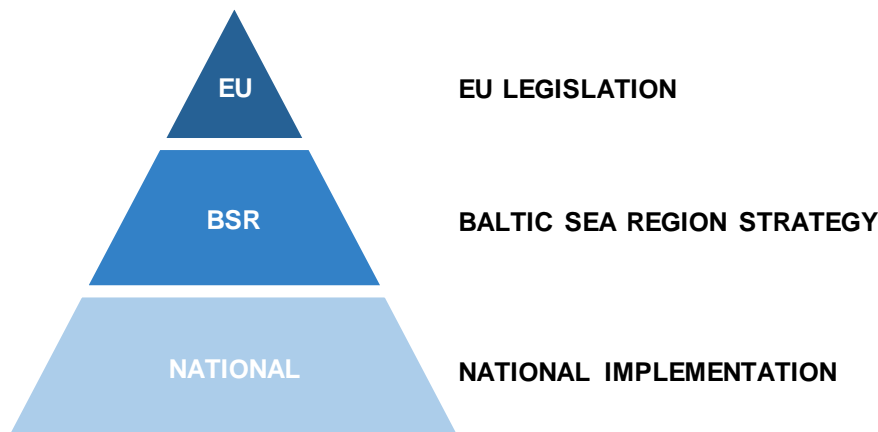 EU
EU LEGISLATION
BSR
BALTIC SEA REGION STRATEGY
NATIONAL
NATIONAL IMPLEMENTATION